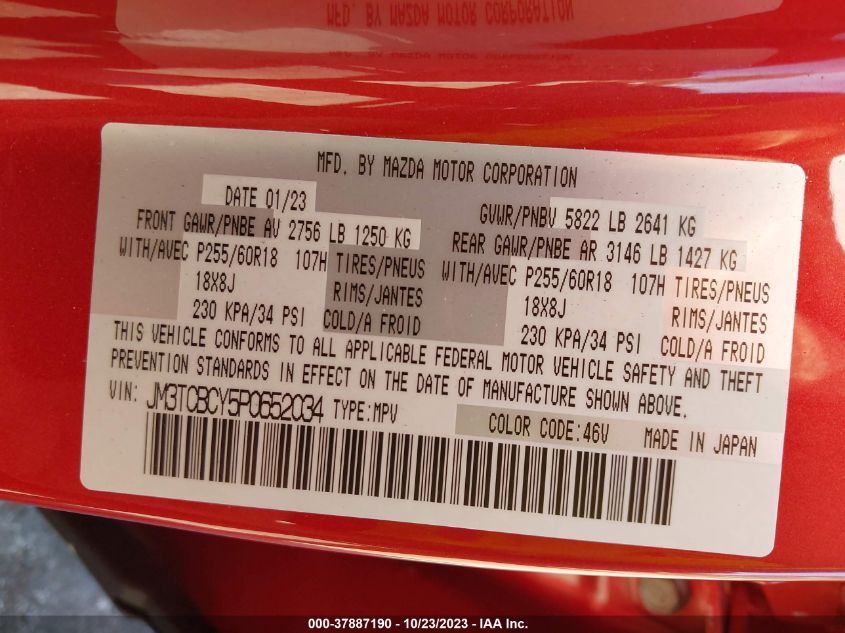 MFD. BY MAZDA MOTOR CORPORATION
MFD. BY MAZDA MOTOR CORPORATION
DATE 01/23
GVWR/PNBV 5822 LB 2641 KG
FRONT GAWR/PNBE AV 2756 LB 1250 KG
REAR GAWR/PNBE AR 3146 LB 1427 KG
WITH/AVEC P255/60R18 107H TIRES/PNEUS
WITH/AVEC P255/60R18 107H TIRES/PNEUS
18X8J RIMS/JANTES
18X8J RIMS/JANTES
230 KPA/34 PSI COLD/A FROID
230 KPA/34 PSI COLD/A FROID
THIS VEHICLE CONFORMS TO ALL APPLICABLE FEDERAL MOTOR VEHICLE SAFETY AND THEFT
PREVENTION STANDARDS IN EFFECT ON THE DATE OF MANUFACTURE SHOWN ABOVE.
VIN: JM3TCBCY5P0652034 TYPE:MPV
COLOR CODE:46V MADE IN JAPAN
000-37887190 - 10/23/2023 - IAA Inc.